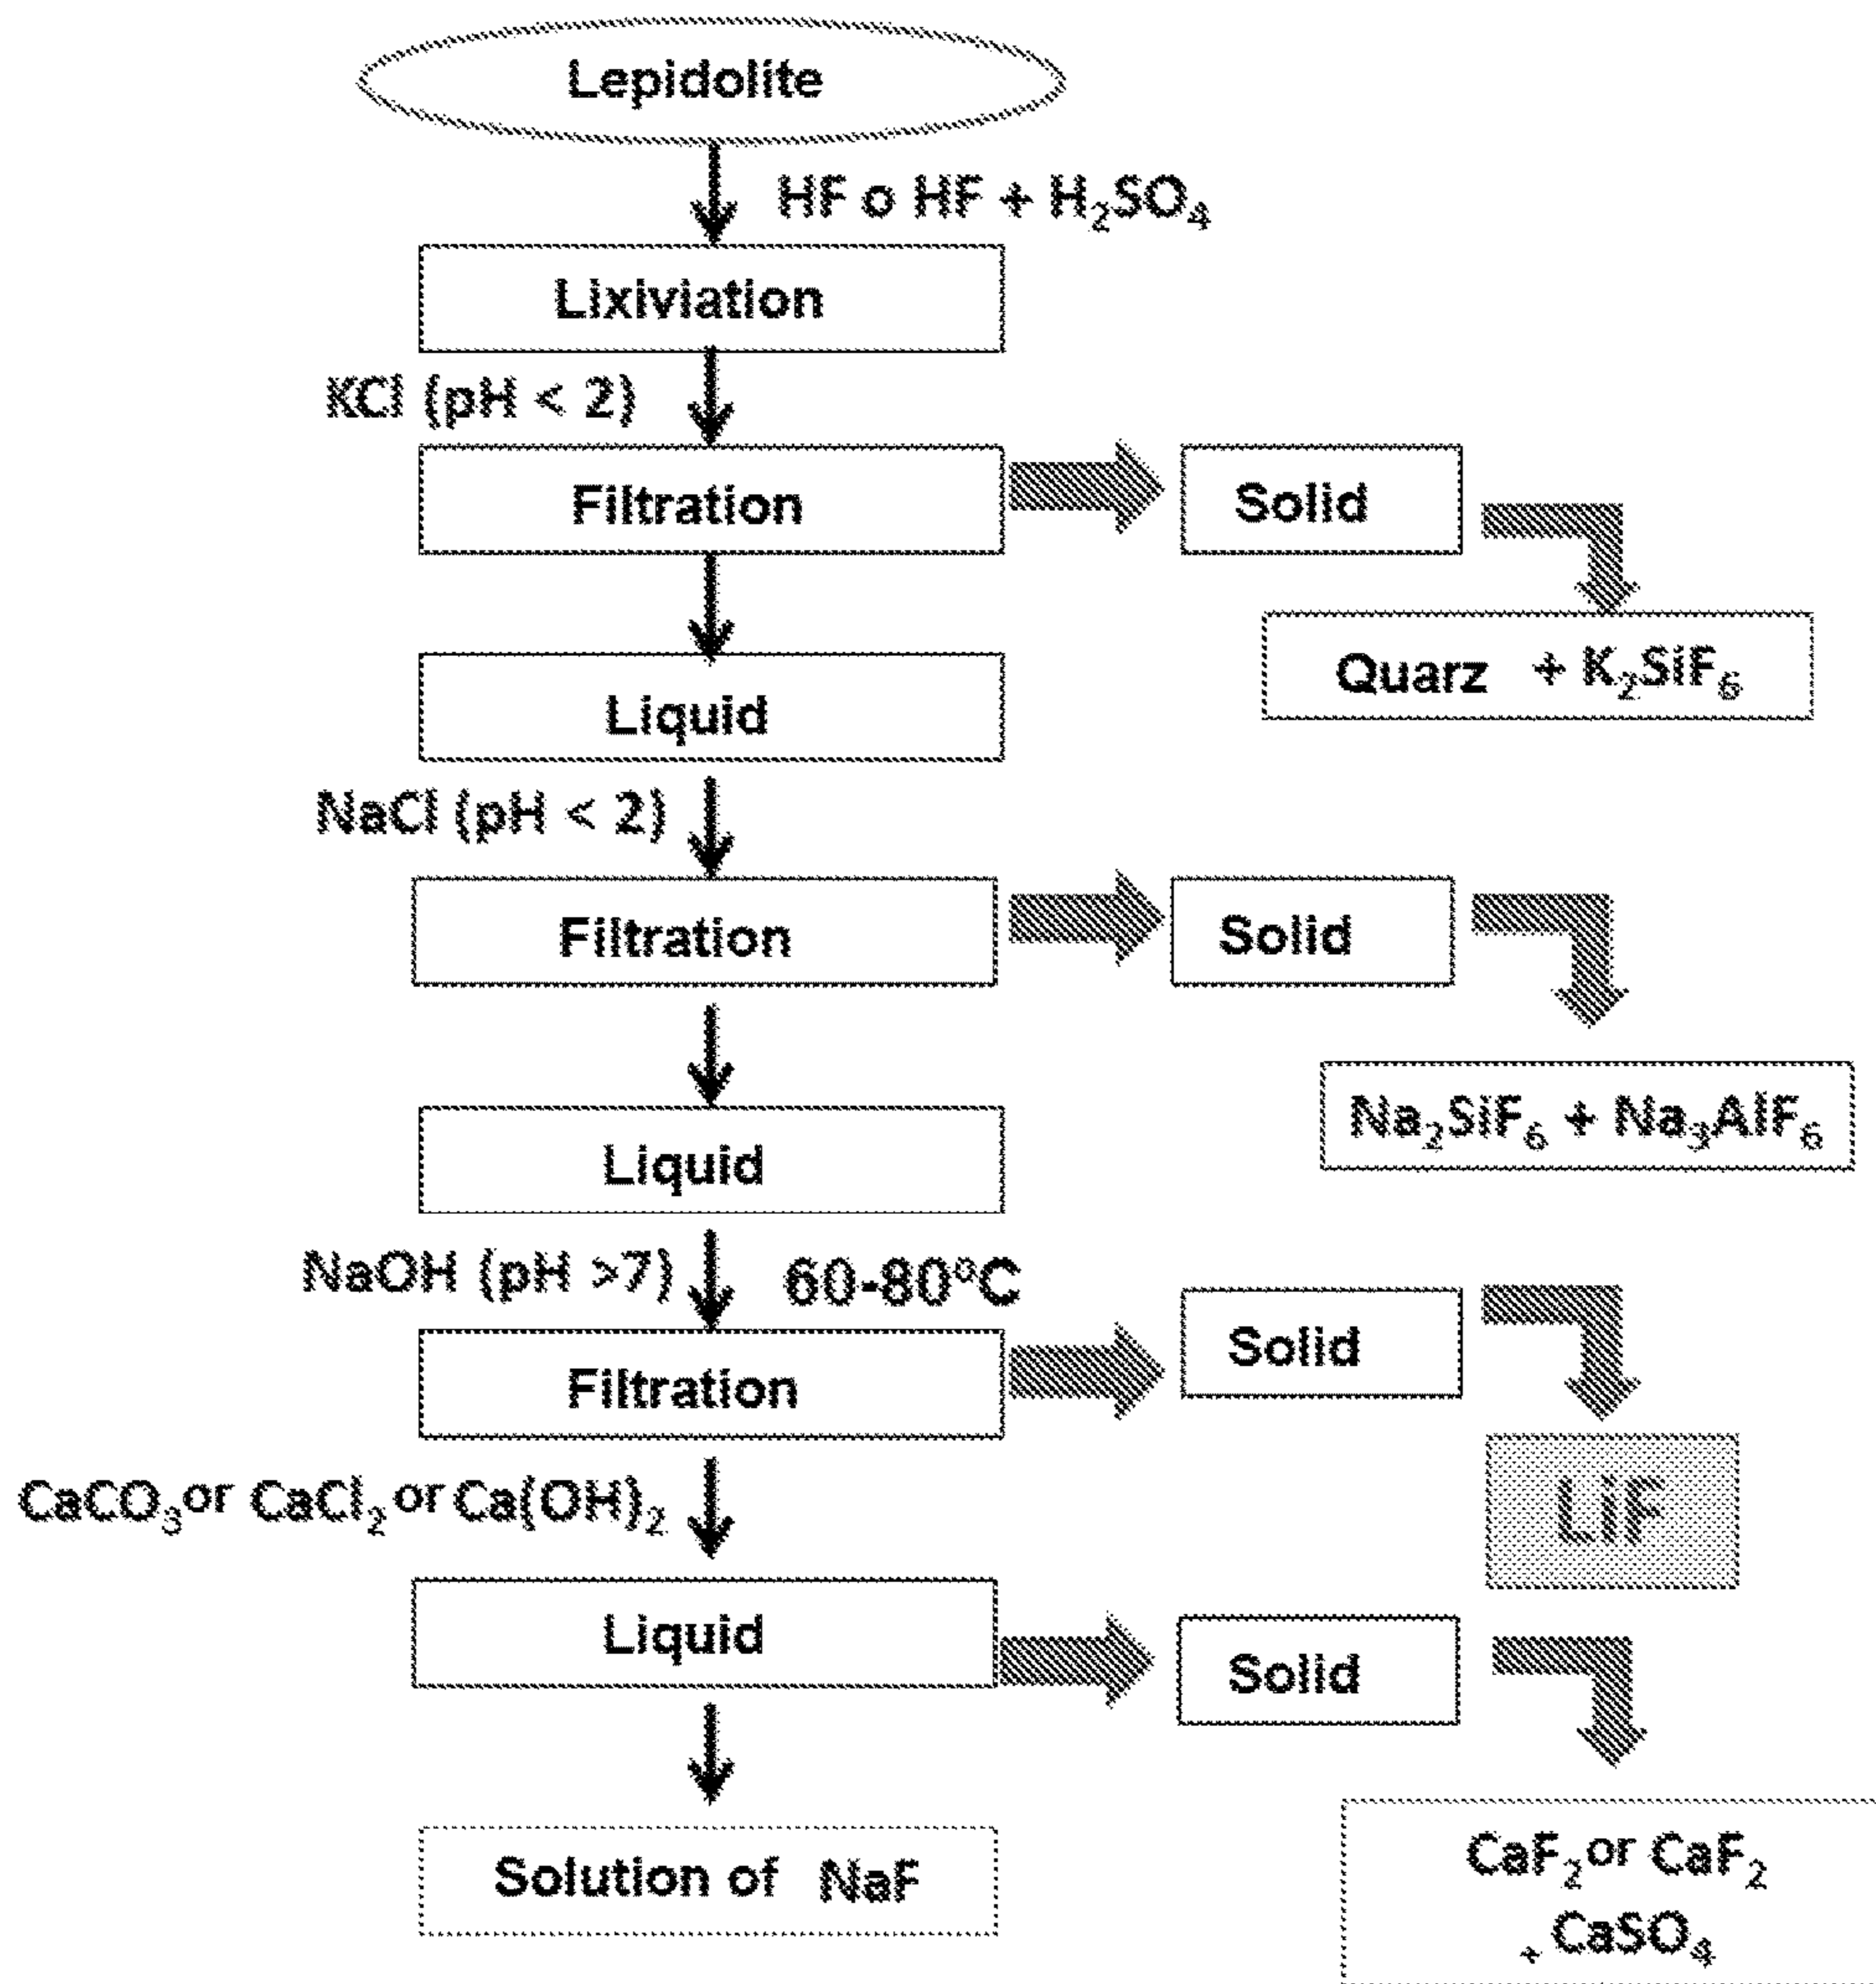 Lepidolite
HF o HF + H₂SO₄
Lixiviation
KCl (pH < 2)
Filtration
Solid
Quarz + K₂SiF₆
Liquid
NaCl (pH < 2)
Filtration
Solid
Na₂SiF₆ + Na₃AlF₆
Liquid
NaOH (pH >7)
60-80ºC
Filtration
Solid
LiF
CaCO₃ or CaCl₂ or Ca(OH)₂
Liquid
Solid
CaF₂ or CaF₂
+ CaSO₄
Solution of NaF